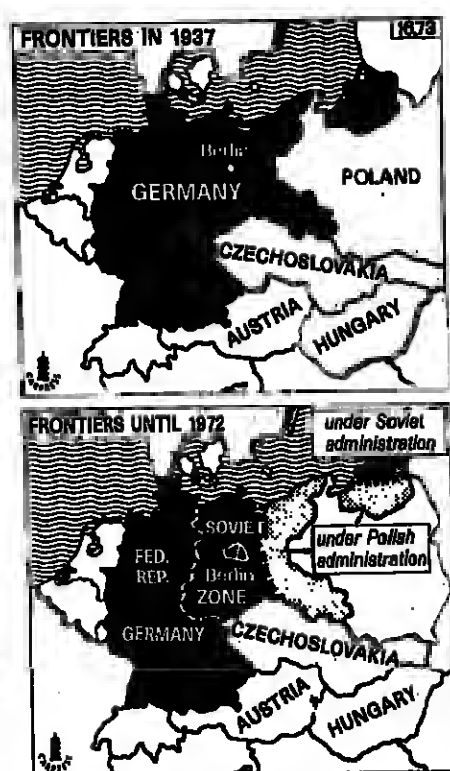 FRONTIERS IN 1937
1673
Berlin
GERMANY
POLAND
CZECHOSLOVAKIA
AUSTRIA
HUNGARY
FRONTIERS UNTIL 1972
under Soviet
administration
SOVIET
under Polish
administration
FED.
REP.
Berlin
ZONE
GERMANY
CZECHOSLOVAKIA
AUSTRIA
HUNGARY